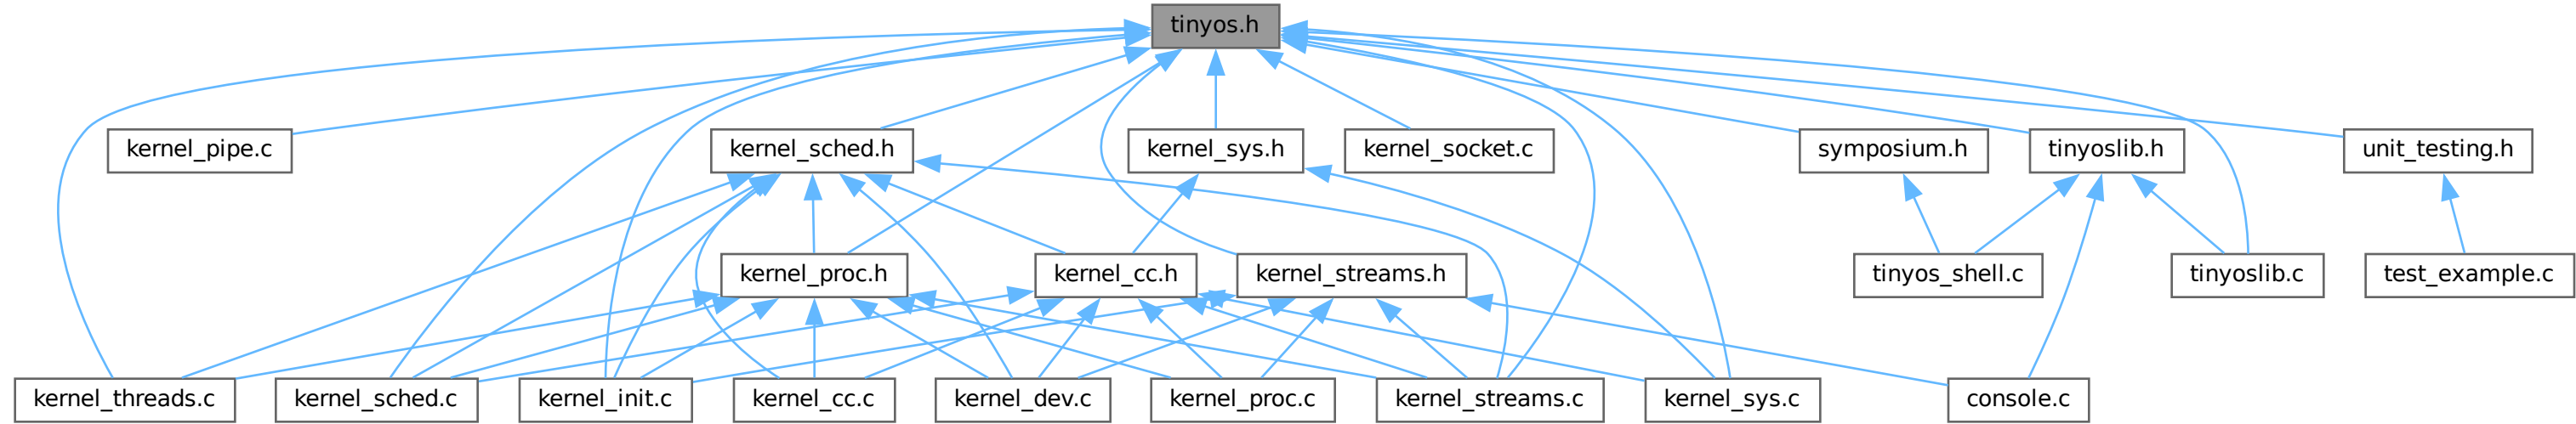 tinyos.h
kernel_pipe.c
kernel_sched.h
kernel_sys.h
kernel_socket.c
symposium.h
tinyoslib.h
unit_testing.h
kernel_proc.h
kernel_cc.h
kernel_streams.h
tinyos_shell.c
tinyoslib.c
test_example.c
kernel_threads.c
kernel_sched.c
kernel_init.c
kernel_cc.c
kernel_dev.c
kernel_proc.c
kernel_streams.c
kernel_sys.c
console.c